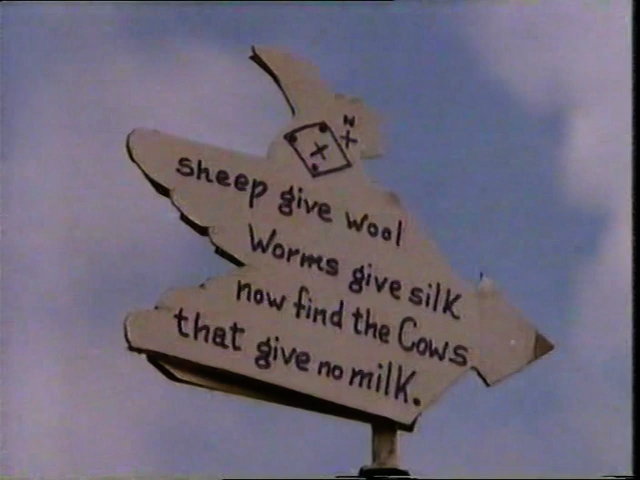 N
X
sheep give wool
Worms give silk
now find the Cows
that give no milk.